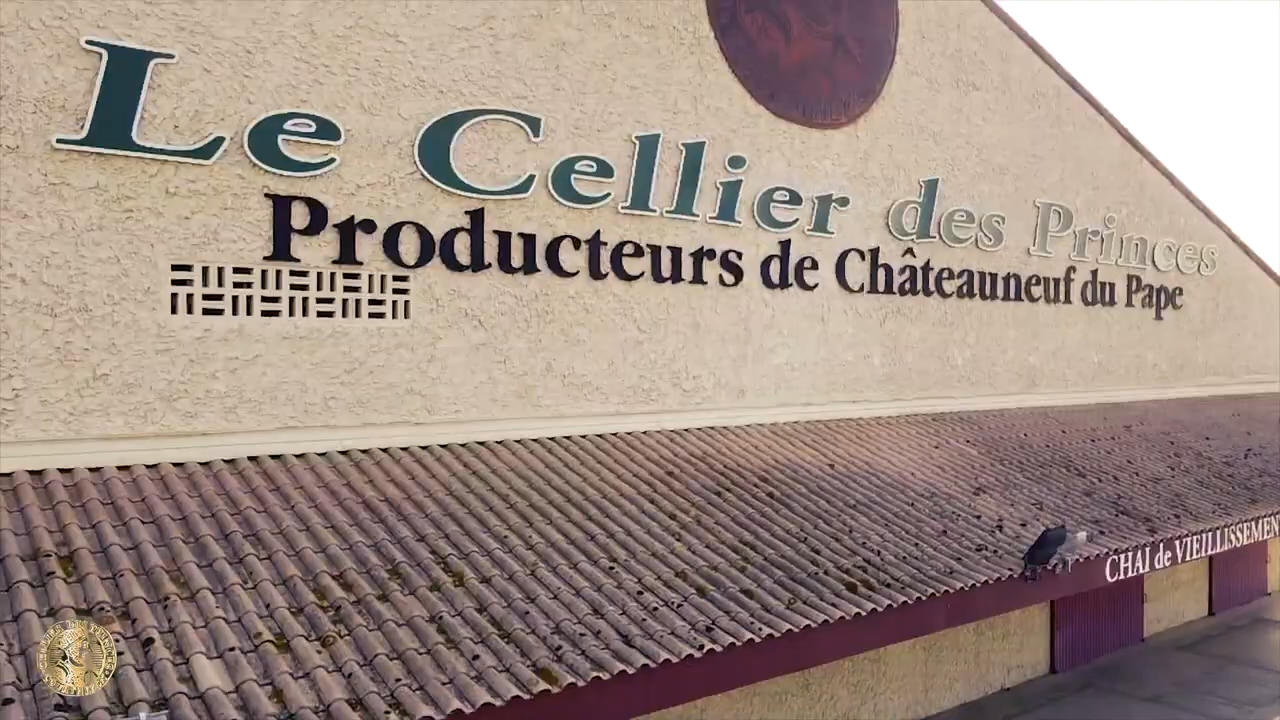 Le Cellier des Princes
Producteurs de Châteauneuf du Pape
CHAI de VIEILLISSEMEN